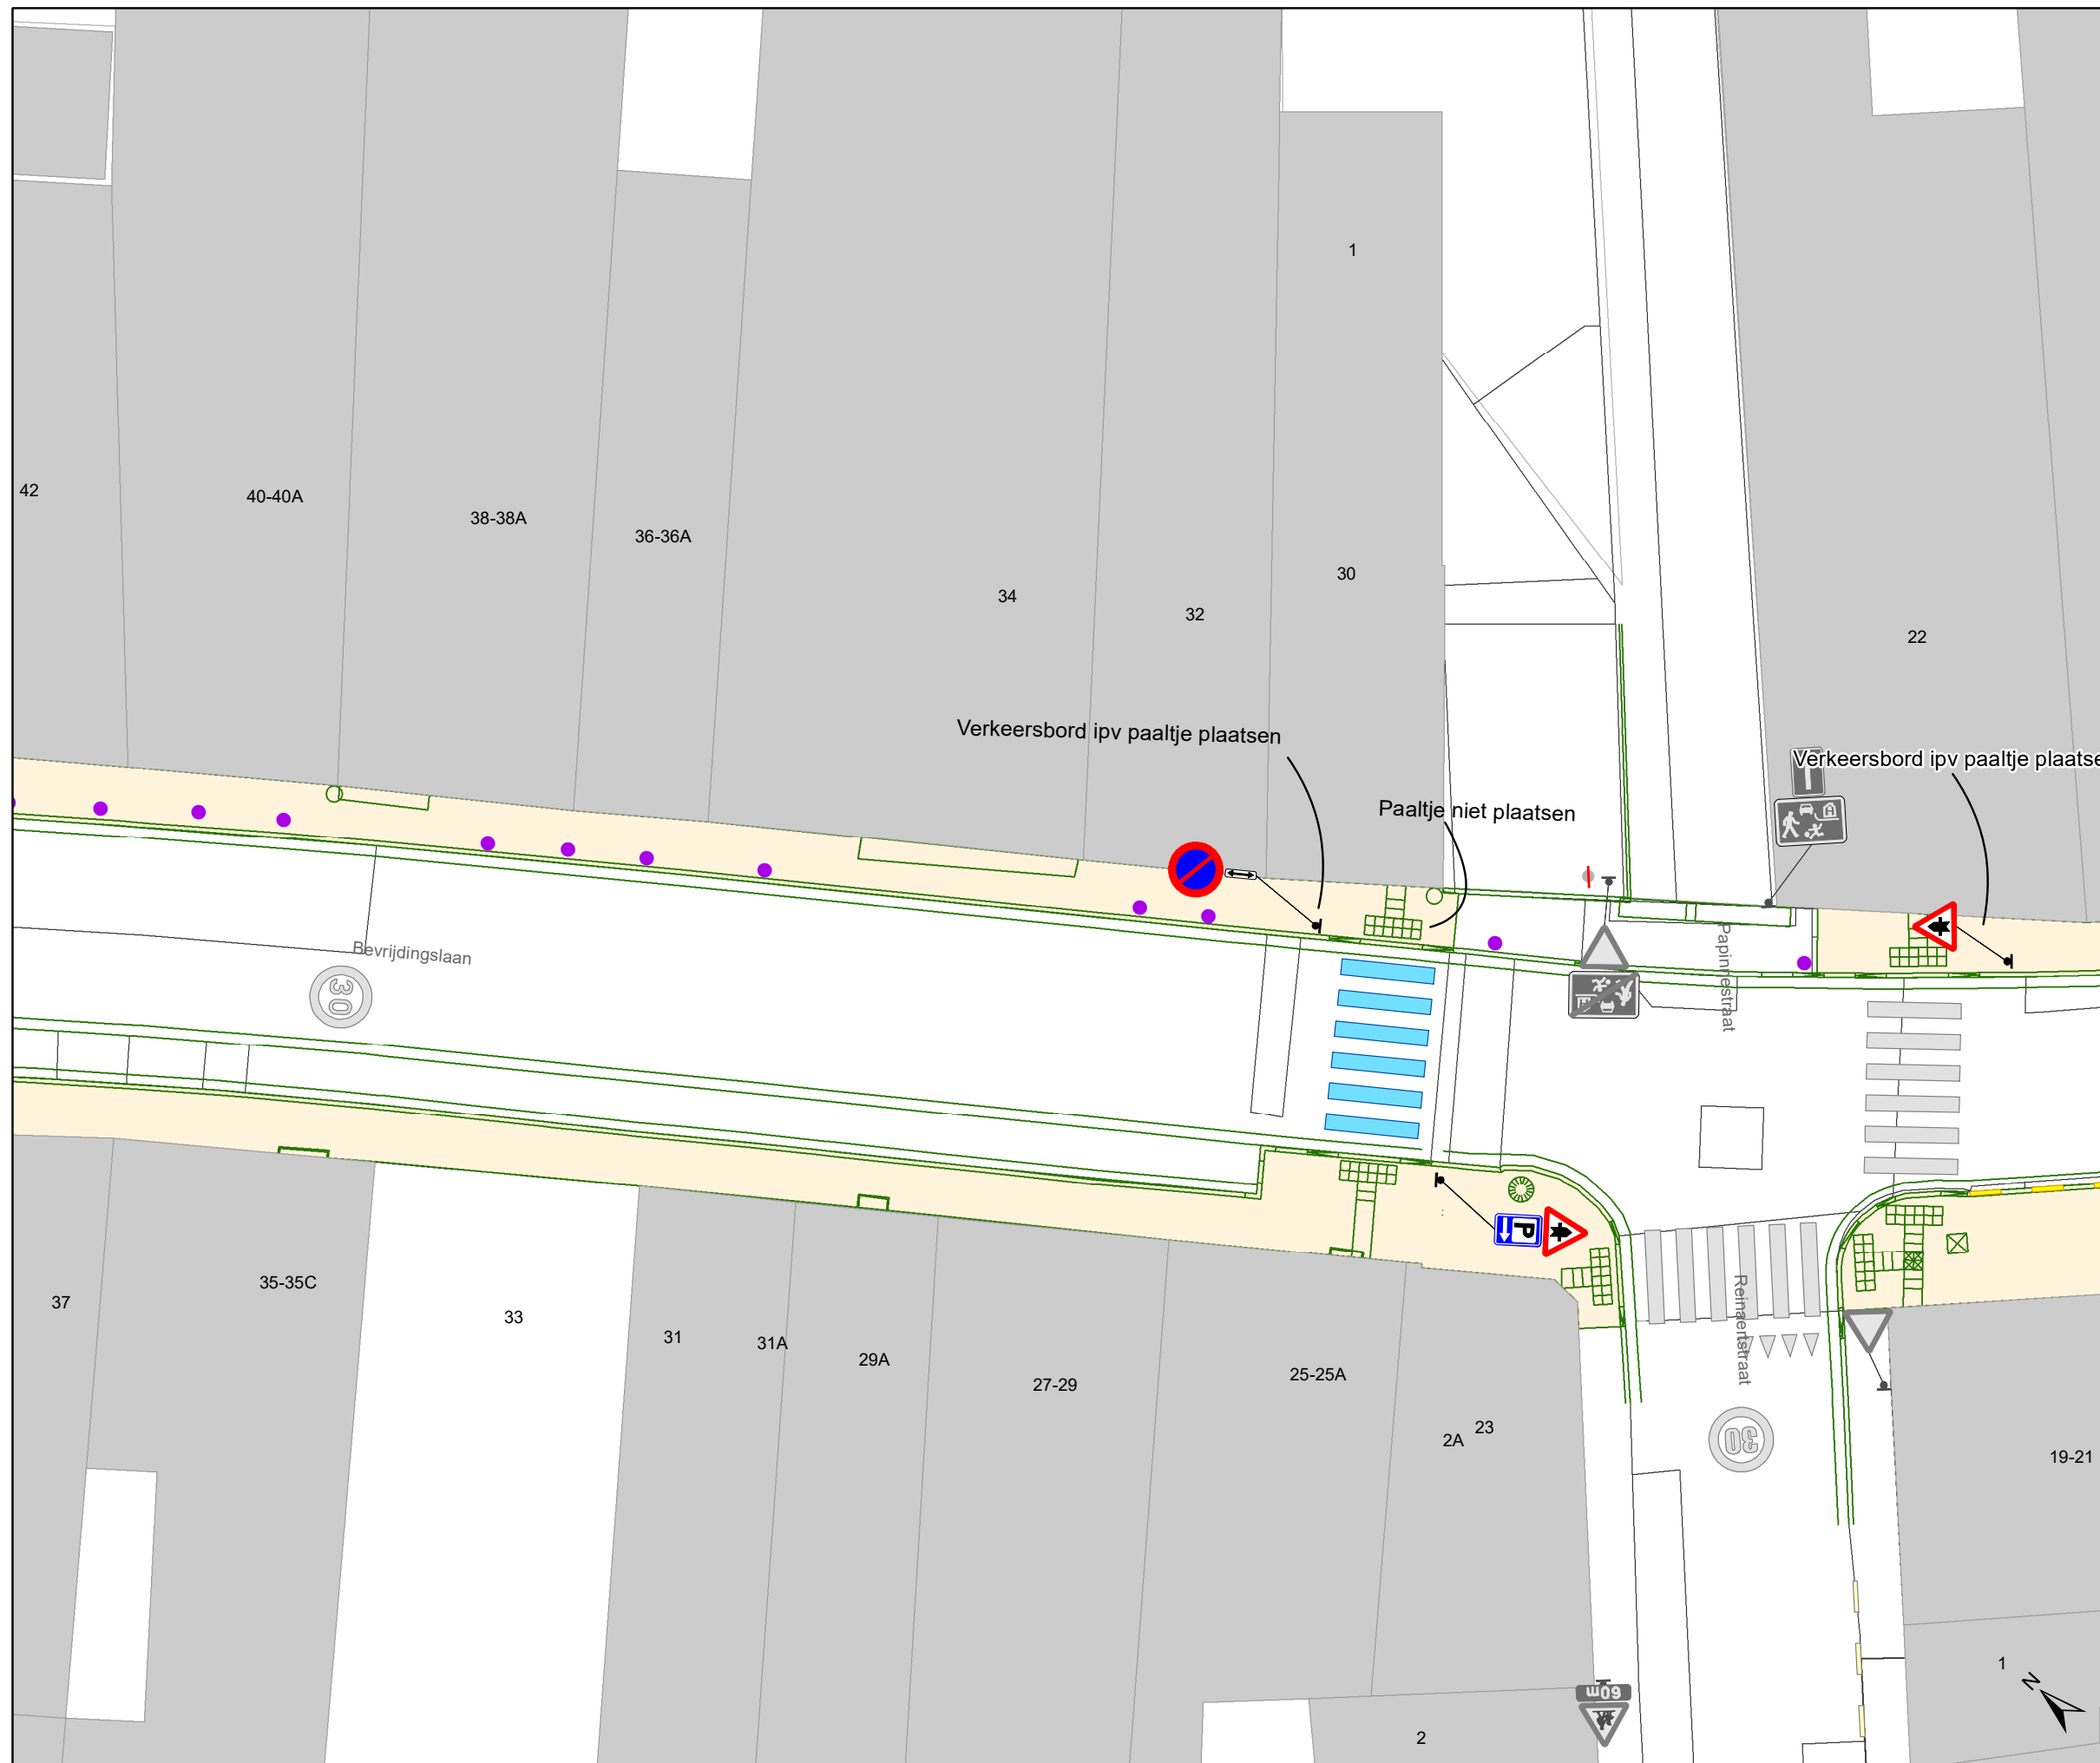 1
42
40-40A
38-38A
36-36A
34
32
30
22
Verkeersbord ipv paaltje plaatsen
Verkeersbord ipv paaltje plaatse
Paaltje niet plaatsen
Bevrijdingslaan
30
Papinnestraat
P
37
35-35C
33
31
31A
29A
27-29
25-25A
2A
23
Reinaertstraat
30
19-21
1
60m
2
N